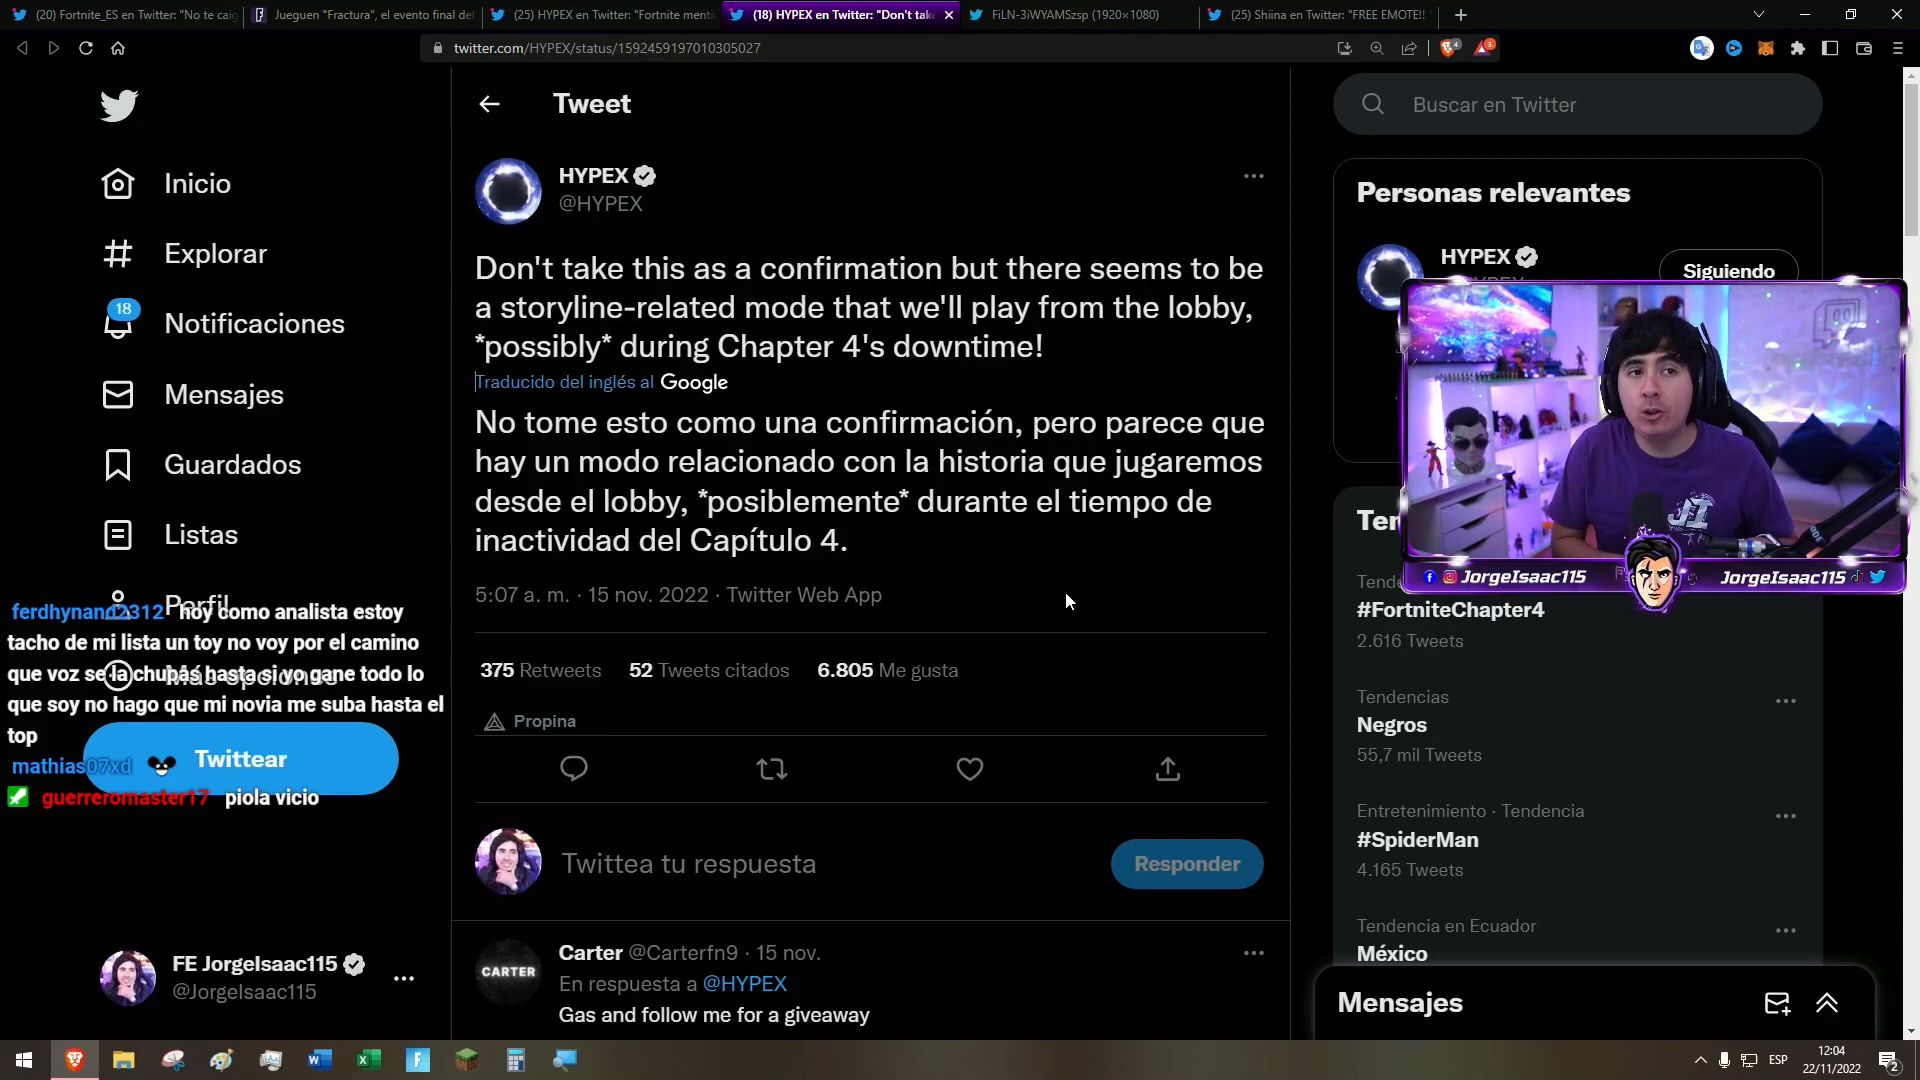 (20) Fortnite_ES en Twitter: "No te caig
Jueguen "Fractura", el evento final del
(25) HYPEX en Twitter: "Fortnite menti
(18) HYPEX en Twitter: "Don't take
FiLN-3iWYAMSzsp (1920×1080)
(25) Shiina en Twitter: "FREE EMOTE!!
twitter.com/HYPEX/status/1592459197010305027
4
3
Tweet
Buscar en Twitter
Inicio
Explorar
18
Notificaciones
Mensajes
Guardados
Listas
Perfil
Twittear
ferdhynand2312 hoy como analista estoy
tacho de mi lista un toy no voy por el camino
que voz se la chupas hasta si yo gane todo lo
que soy no hago que mi novia me suba hasta el
top
mathias07xd
guerreromaster17 piola vicio
FE JorgeIsaac115
@JorgeIsaac115
HYPEX
@HYPEX
Don't take this as a confirmation but there seems to be
a storyline-related mode that we'll play from the lobby,
*possibly* during Chapter 4's downtime!
Traducido del inglés al Google
No tome esto como una confirmación, pero parece que
hay un modo relacionado con la historia que jugaremos
desde el lobby, *posiblemente* durante el tiempo de
inactividad del Capítulo 4.
5:07 a. m. · 15 nov. 2022 · Twitter Web App
375 Retweets 52 Tweets citados 6.805 Me gusta
Propina
Twittea tu respuesta
Responder
CARTER
Carter @Carterfn9 · 15 nov.
En respuesta a @HYPEX
Gas and follow me for a giveaway
Personas relevantes
HYPEX
Siguiendo
JI
JorgeIsaac115
JorgeIsaac115
#FortniteChapter4
2.616 Tweets
Tendencias
Negros
55,7 mil Tweets
Entretenimiento · Tendencia
#SpiderMan
4.165 Tweets
Tendencia en Ecuador
México
Mensajes
ESP
12:04
22/11/2022
2